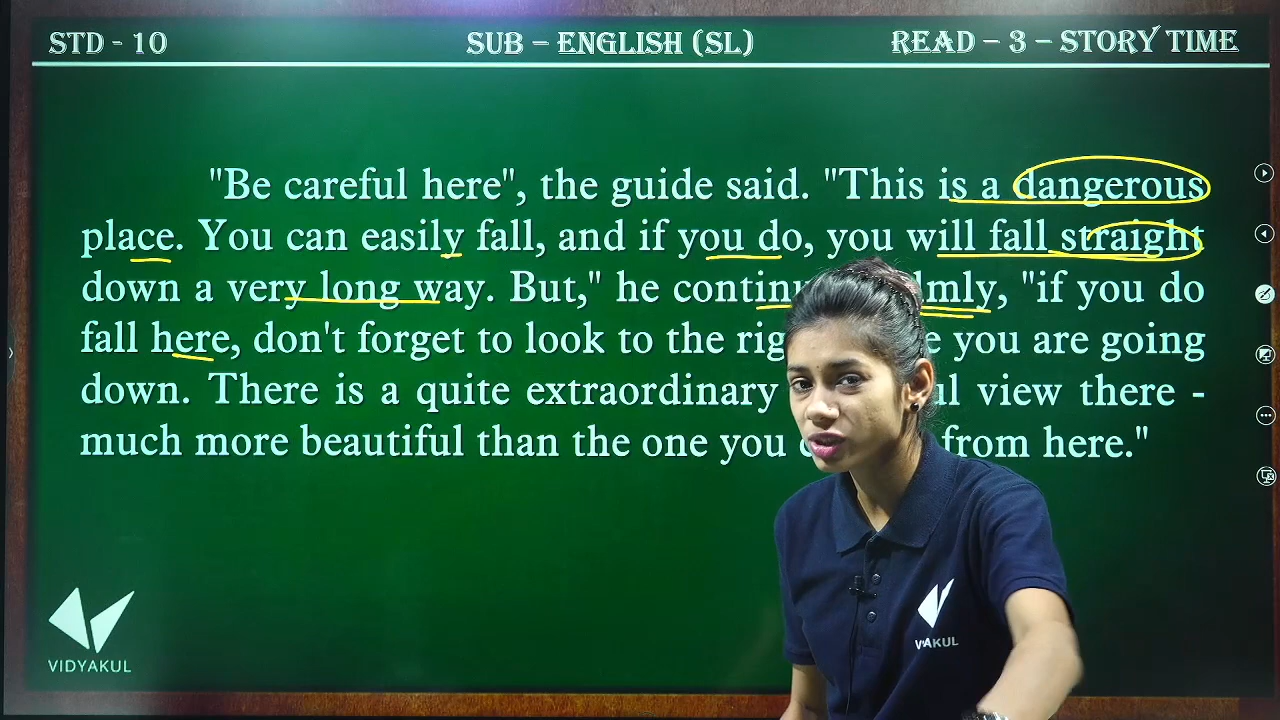 STD - 10 SUB – ENGLISH (SL) READ – 3 – STORY TIME
"Be careful here", the guide said. "This is a dangerous
place. You can easily fall, and if you do, you will fall straight
down a very long way. But," he "if you do
fall here, don't forget to look to the you are going
down. There is a quite extraordinary view there -
much more beautiful than the one you from here."
VIDYAKUL
VIDYAKUL